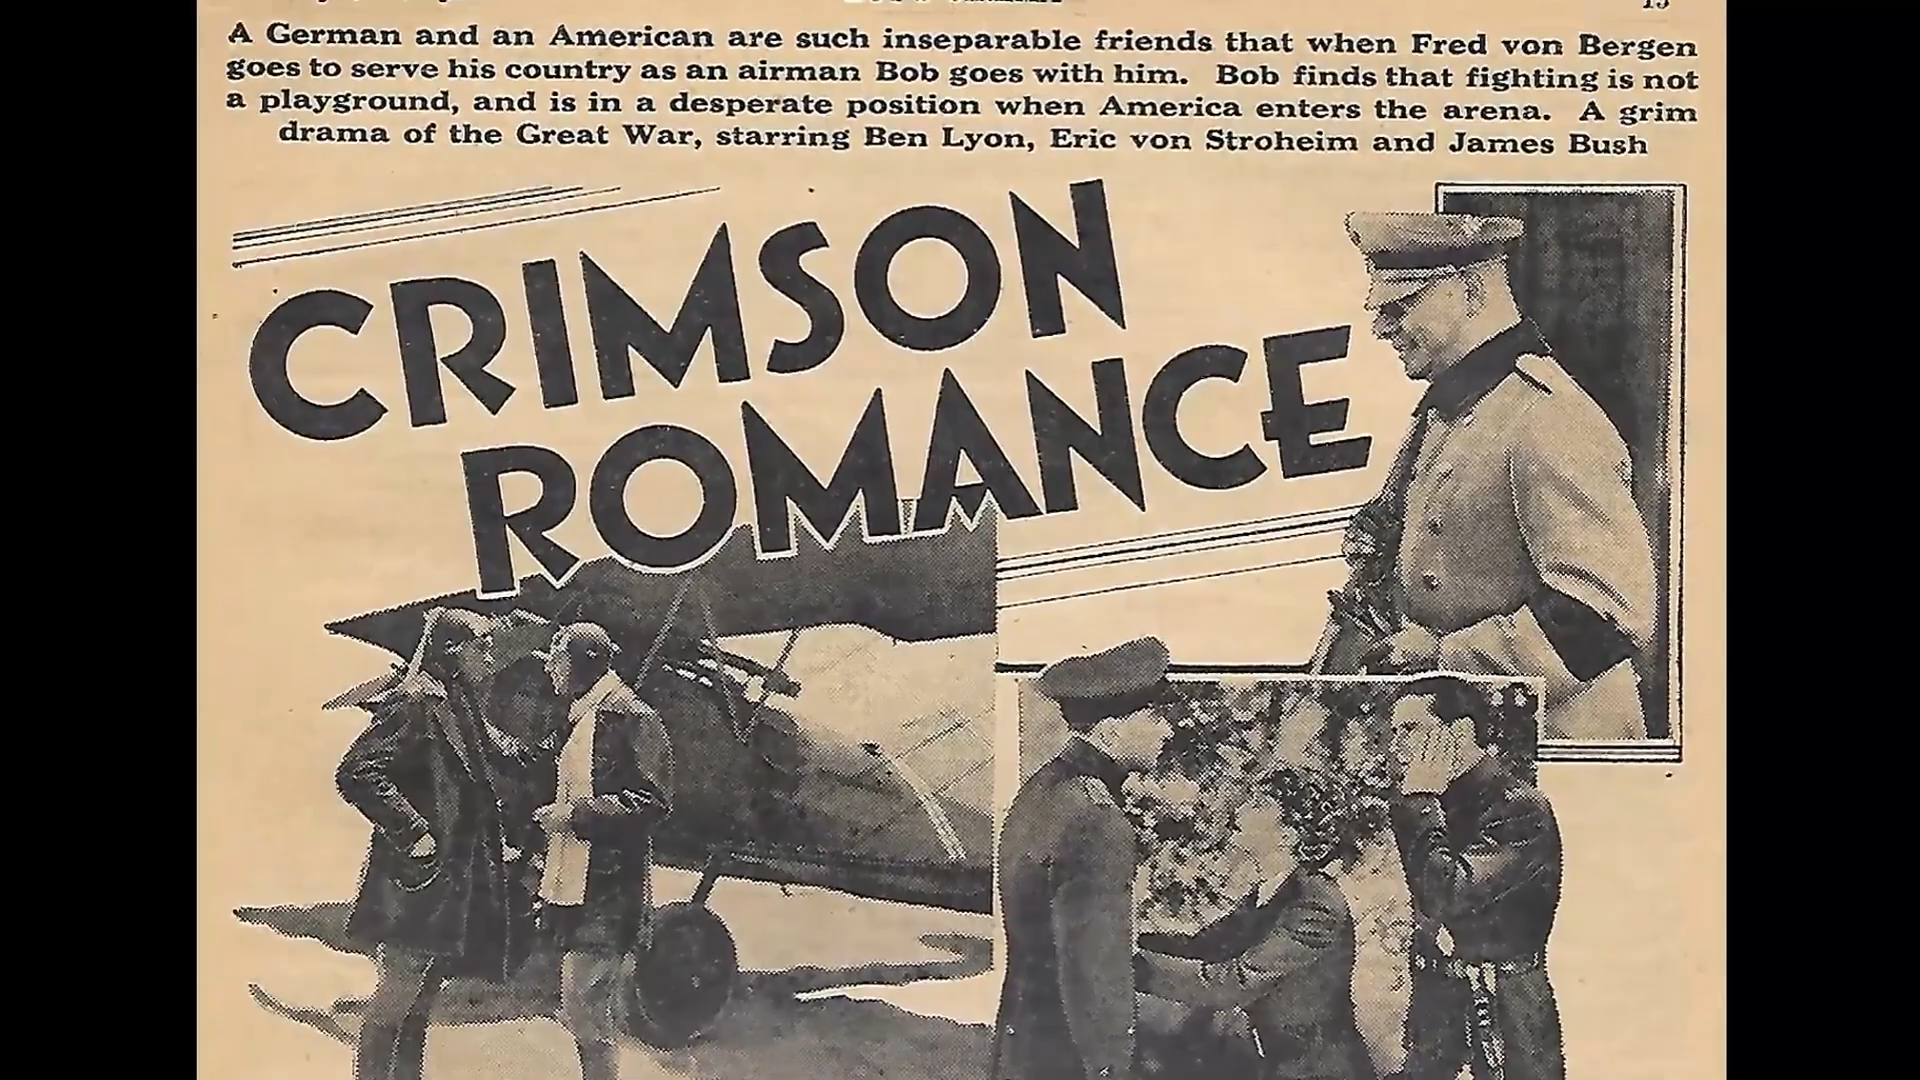 A German and an American are such inseparable friends that when Fred von Bergen
goes to serve his country as an airman Bob goes with him. Bob finds that fighting is not
a playground, and is in a desperate position when America enters the arena. A grim
drama of the Great War, starring Ben Lyon, Eric von Stroheim and James Bush
CRIMSON
ROMANCE